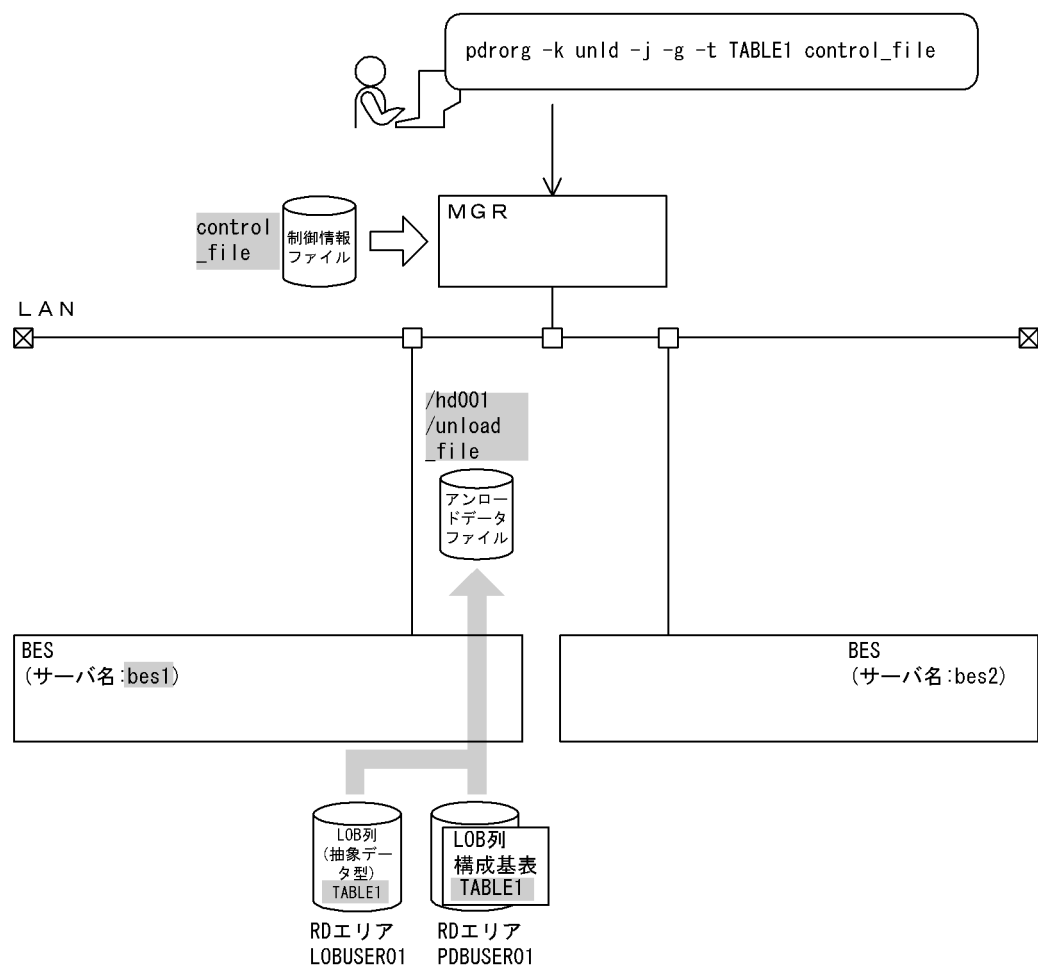 pdrorg -k unld -j -g -t TABLE1 control_file
MGR
control
_file
制御情報
ファイル
LAN
/hd001
/unload
_file
アンロー
ドデータ
ファイル
BES
(サーバ名:bes1)
BES
(サーバ名:bes2)
LOB列
(抽象デー
タ型)
TABLE1
LOB列
構成基表
TABLE1
RDエリア
LOBUSER01
RDエリア
PDBUSER01